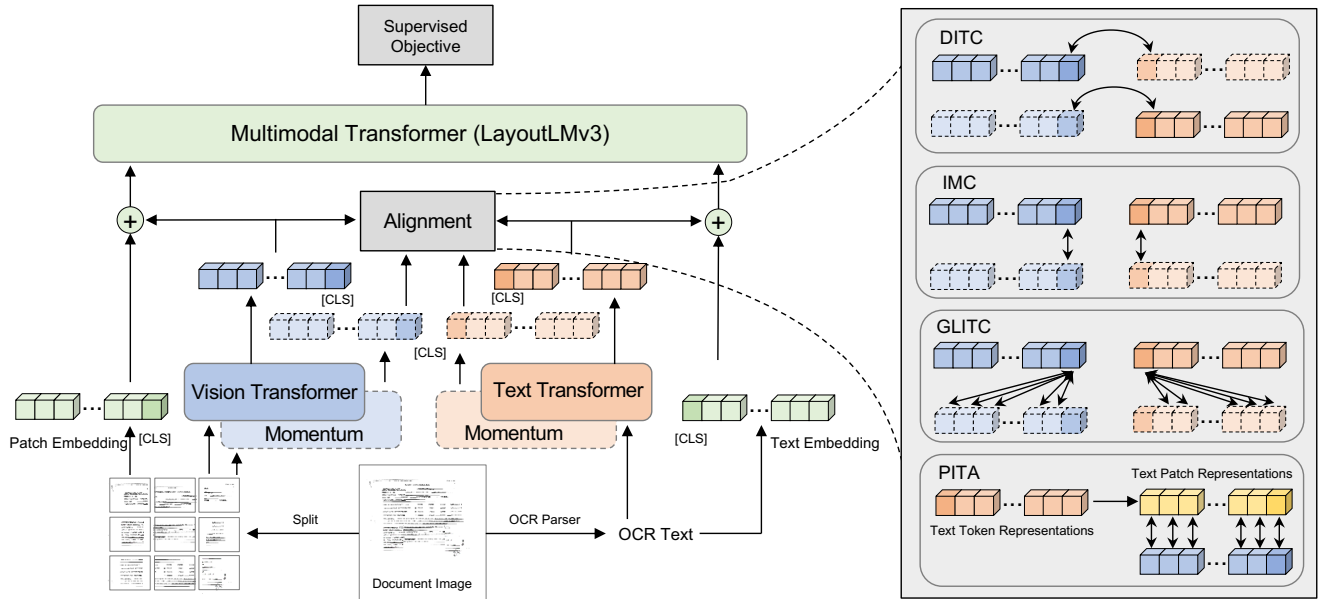 Supervised
Objective
Multimodal Transformer (LayoutLMv3)
+
Alignment
+
[CLS]
[CLS]
[CLS]
Vision Transformer
Momentum
Text Transformer
Momentum
Patch Embedding
[CLS]
[CLS]
Text Embedding
Split
OCR Parser
OCR Text
Document Image
DITC
IMC
GLITC
PITA
Text Patch Representations
Text Token Representations